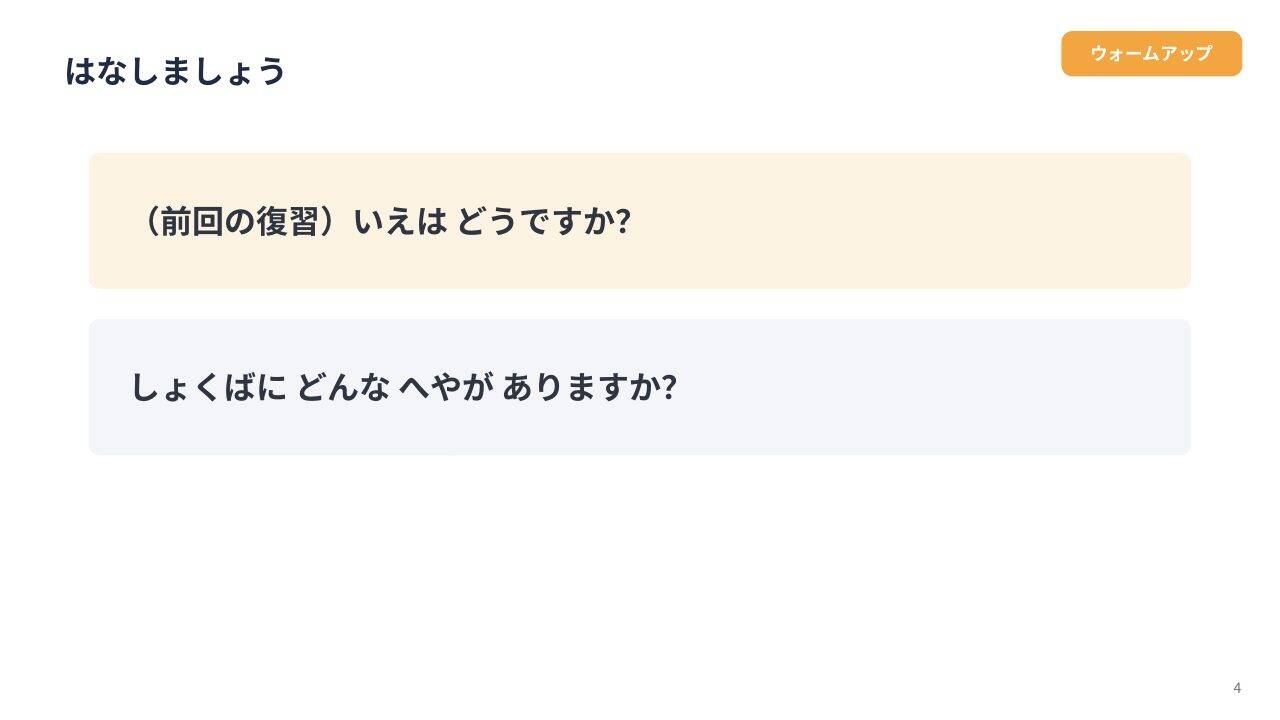 はなしましょう
ウォームアップ
（前回の復習）いえは どうですか?
しょくばに どんな へやが ありますか?
4